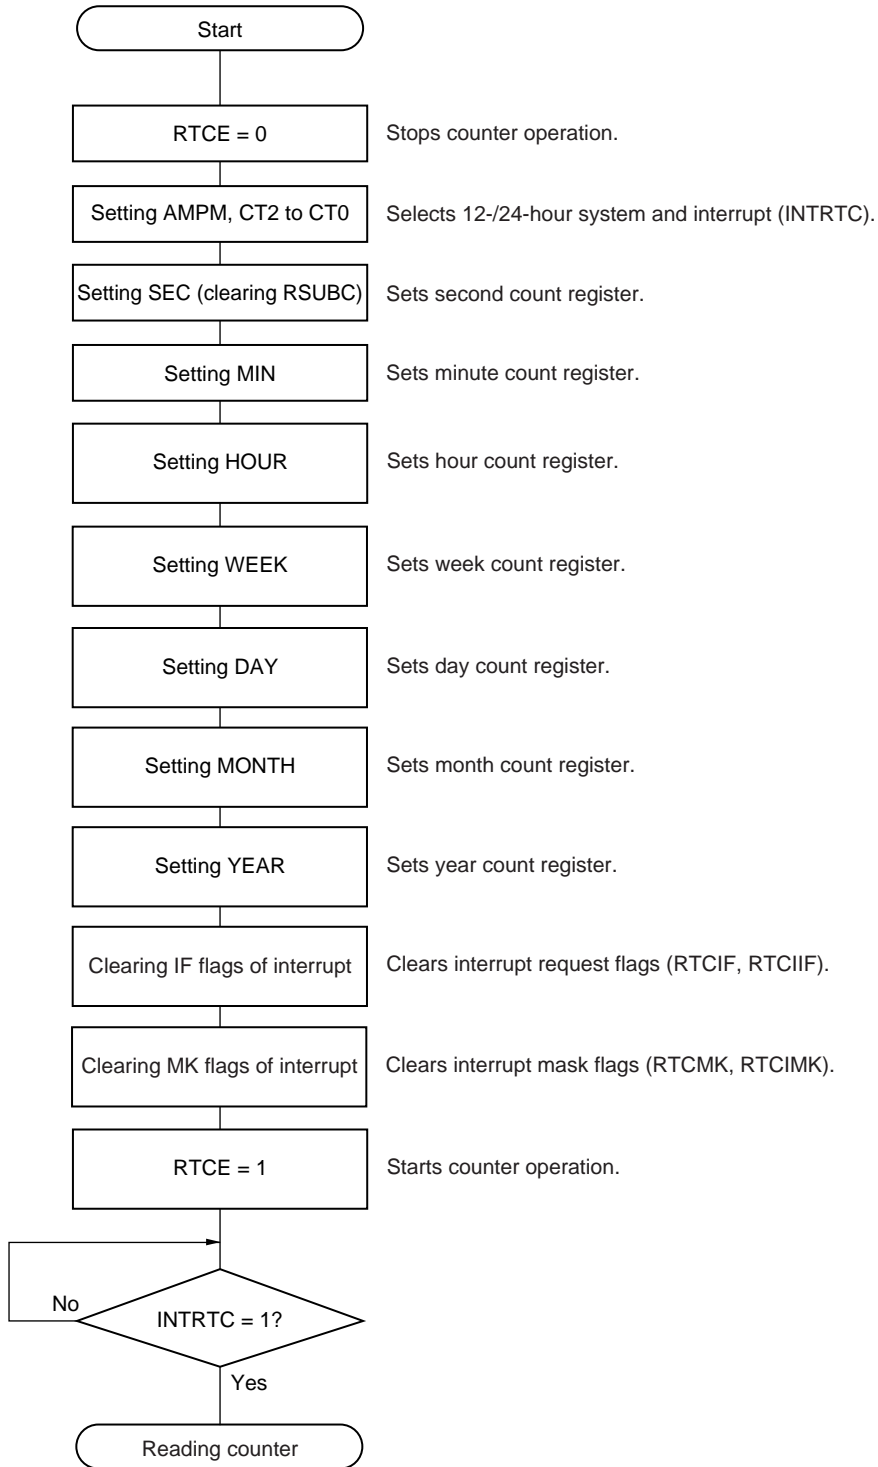 Start
RTCE = 0
Stops counter operation.
Setting AMPM, CT2 to CT0
Selects 12-/24-hour system and interrupt (INTRTC).
Setting SEC (clearing RSUBC)
Sets second count register.
Setting MIN
Sets minute count register.
Setting HOUR
Sets hour count register.
Setting WEEK
Sets week count register.
Setting DAY
Sets day count register.
Setting MONTH
Sets month count register.
Setting YEAR
Sets year count register.
Clearing IF flags of interrupt
Clears interrupt request flags (RTCIF, RTCIIF).
Clearing MK flags of interrupt
Clears interrupt mask flags (RTCMK, RTCIMK).
RTCE = 1
Starts counter operation.
No
INTRTC = 1?
Yes
Reading counter